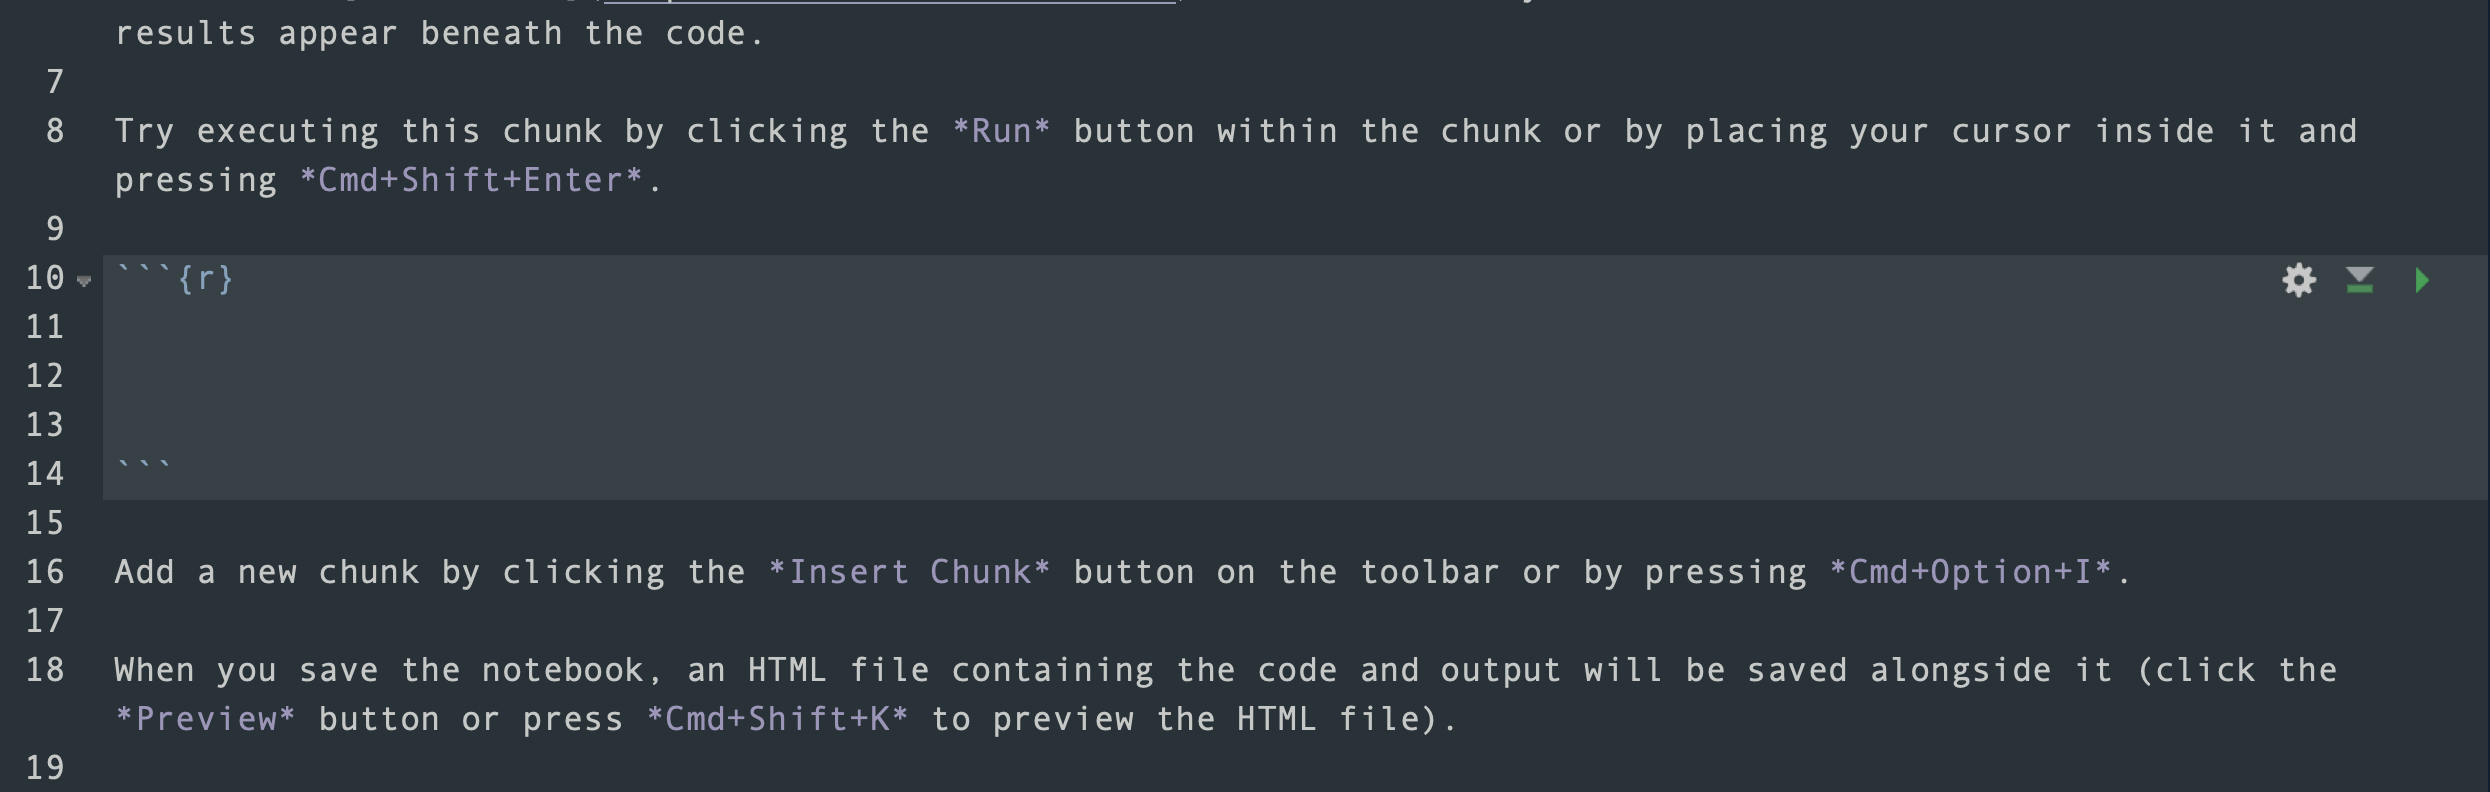 results appear beneath the code.
7
8 Try executing this chunk by clicking the *Run* button within the chunk or by placing your cursor inside it and
pressing *Cmd+Shift+Enter*.
9
10 ```{r}
11
12
13
14 ```
15
16 Add a new chunk by clicking the *Insert Chunk* button on the toolbar or by pressing *Cmd+Option+I*.
17
18 When you save the notebook, an HTML file containing the code and output will be saved alongside it (click the
*Preview* button or press *Cmd+Shift+K* to preview the HTML file).
19